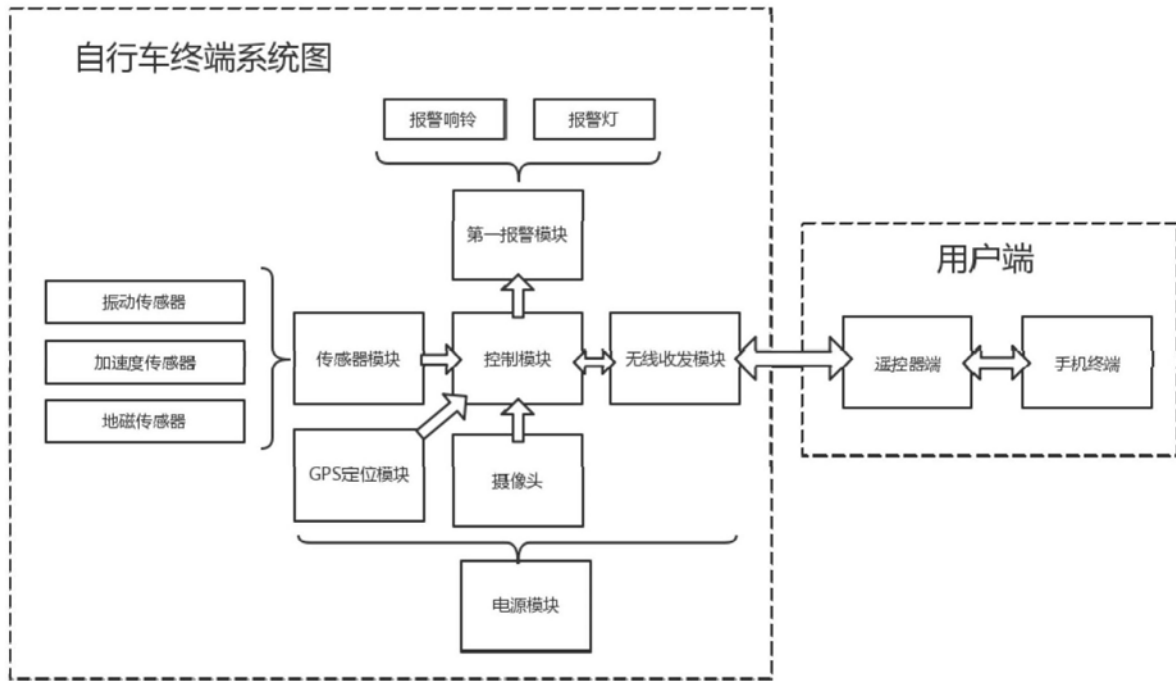 自行车终端系统图
报警响铃
报警灯
第一报警模块
用户端
振动传感器
加速度传感器
地磁传感器
传感器模块
控制模块
无线收发模块
遥控器端
手机终端
GPS定位模块
摄像头
电源模块